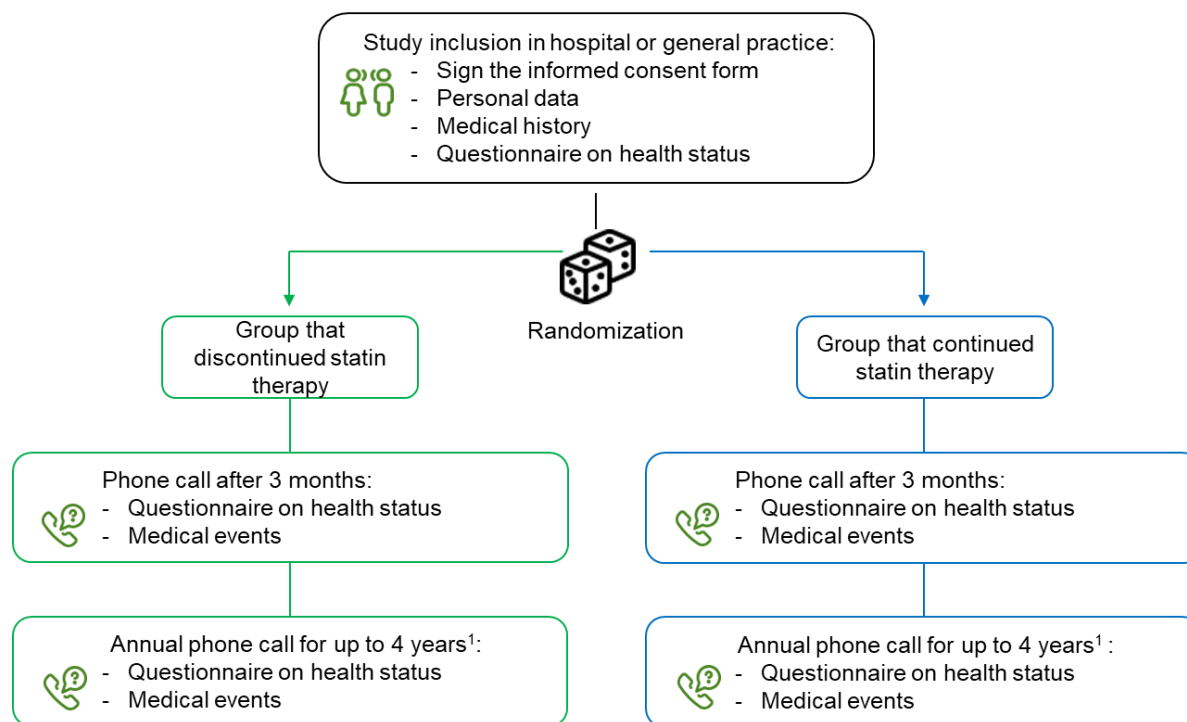 Study inclusion in hospital or general practice:
- Sign the informed consent form
- Personal data
- Medical history
- Questionnaire on health status
Randomization
Group that
discontinued statin
therapy
Group that continued
statin therapy
Phone call after 3 months:
- Questionnaire on health status
- Medical events
Phone call after 3 months:
- Questionnaire on health status
- Medical events
Annual phone call for up to 4 years¹:
- Questionnaire on health status
- Medical events
Annual phone call for up to 4 years¹ :
- Questionnaire on health status
- Medical events